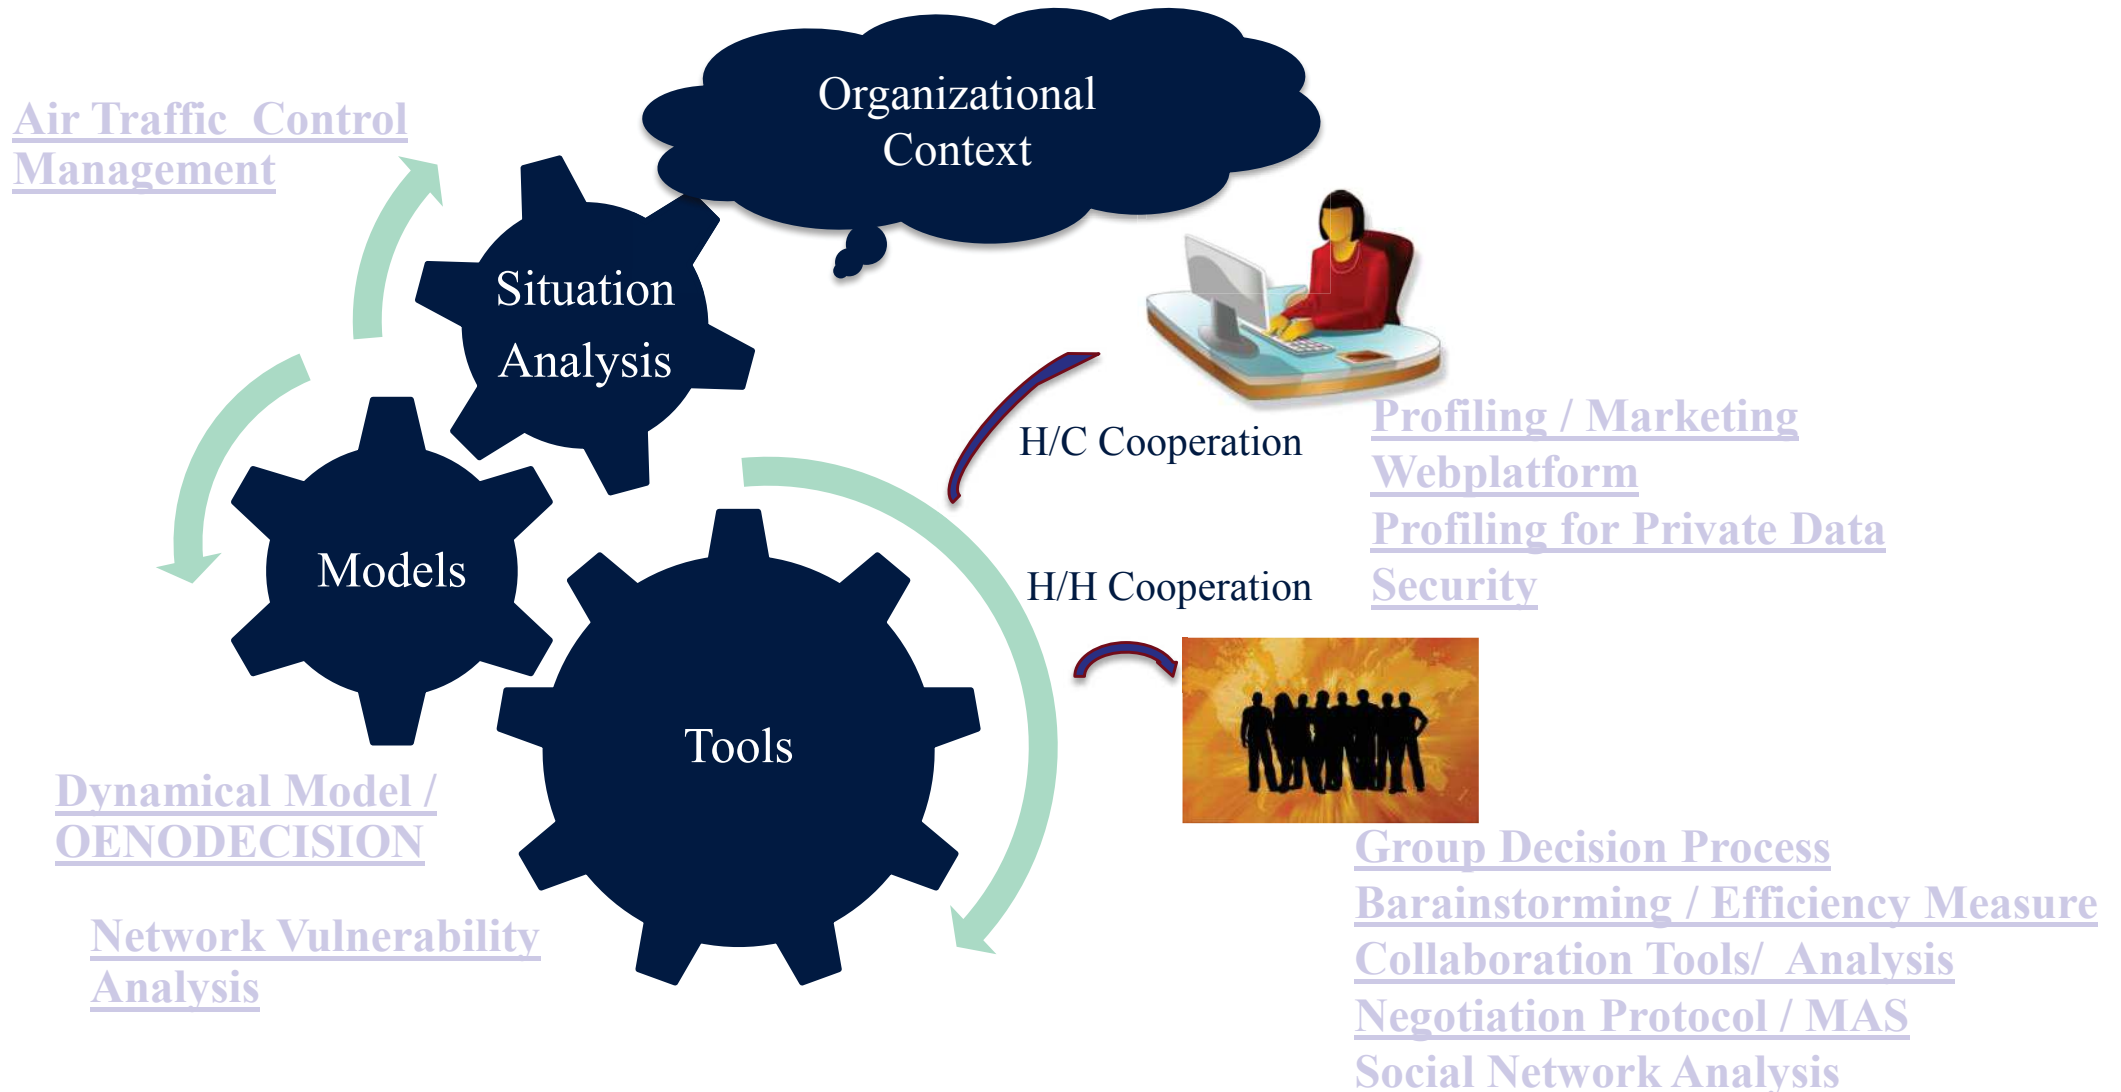 Organizational
Context
Air Traffic  Control
Management
Situation
Analysis
H/C Cooperation
Profiling / Marketing
Webplatform
Profiling for Private Data
Security
Models
H/H Cooperation
Tools
Dynamical Model /
OENODECISION
Network Vulnerability
Analysis
Group Decision Process
Barainstorming / Efficiency Measure
Collaboration Tools/  Analysis
Negotiation Protocol / MAS
Social Network Analysis